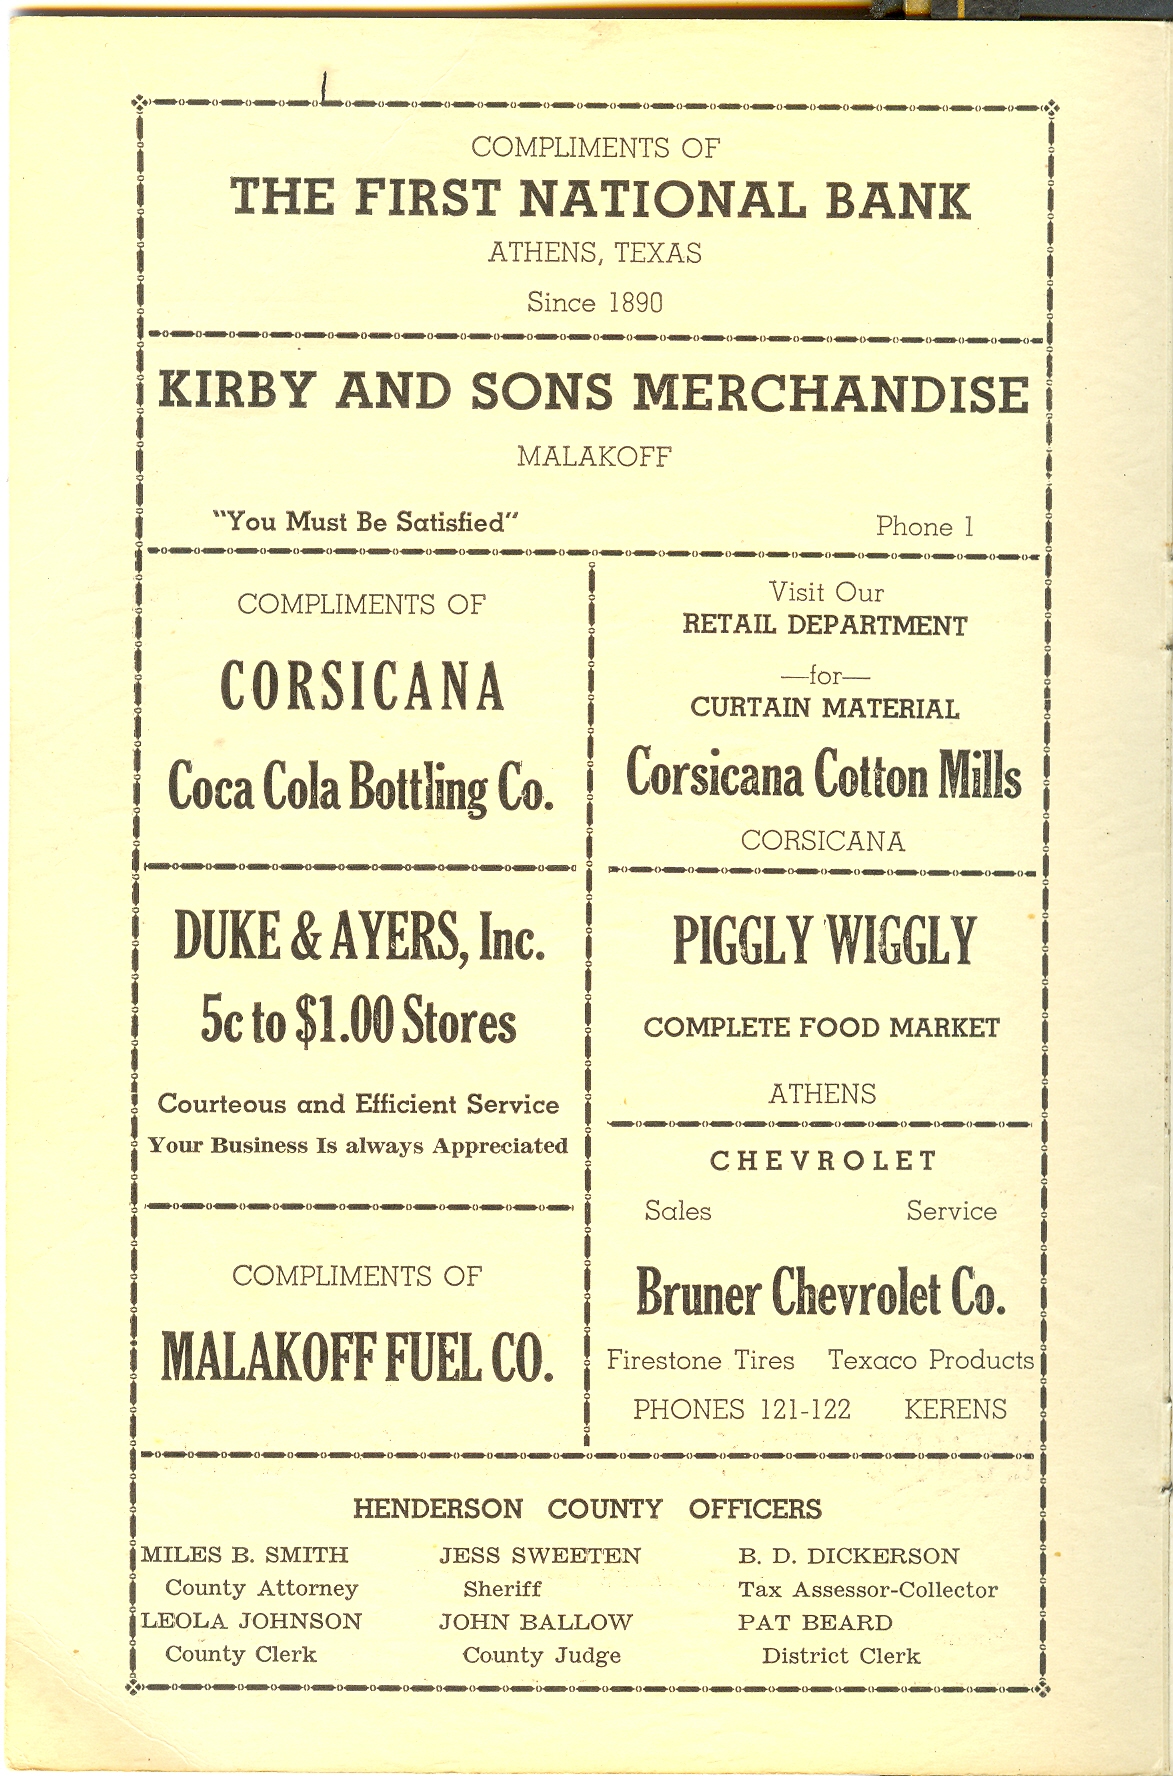 COMPLIMENTS OF
THE FIRST NATIONAL BANK
ATHENS, TEXAS
Since 1890
KIRBY AND SONS MERCHANDISE
MALAKOFF
"You Must Be Satisfied" Phone 1
COMPLIMENTS OF
CORSICANA
Coca Cola Bottling Co.
DUKE & AYERS, Inc.
5c to $1.00 Stores
Courteous and Efficient Service
Your Business Is always Appreciated
COMPLIMENTS OF
MALAKOFF FUEL CO.
Visit Our
RETAIL DEPARTMENT
—for—
CURTAIN MATERIAL
Corsicana Cotton Mills
CORSICANA
PIGGLY WIGGLY
COMPLETE FOOD MARKET
ATHENS
CHEVROLET
Sales Service
Bruner Chevrolet Co.
Firestone Tires Texaco Products
PHONES 121-122 KERENS
HENDERSON COUNTY OFFICERS
MILES B. SMITH JESS SWEETEN B. D. DICKERSON
County Attorney Sheriff Tax Assessor-Collector
LEOLA JOHNSON JOHN BALLOW PAT BEARD
County Clerk County Judge District Clerk